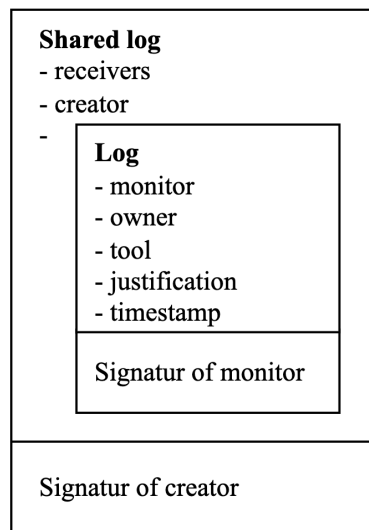 Shared log
- receivers
- creator
-
Log
- monitor
- owner
- tool
- justification
- timestamp
Signatur of monitor
Signatur of creator